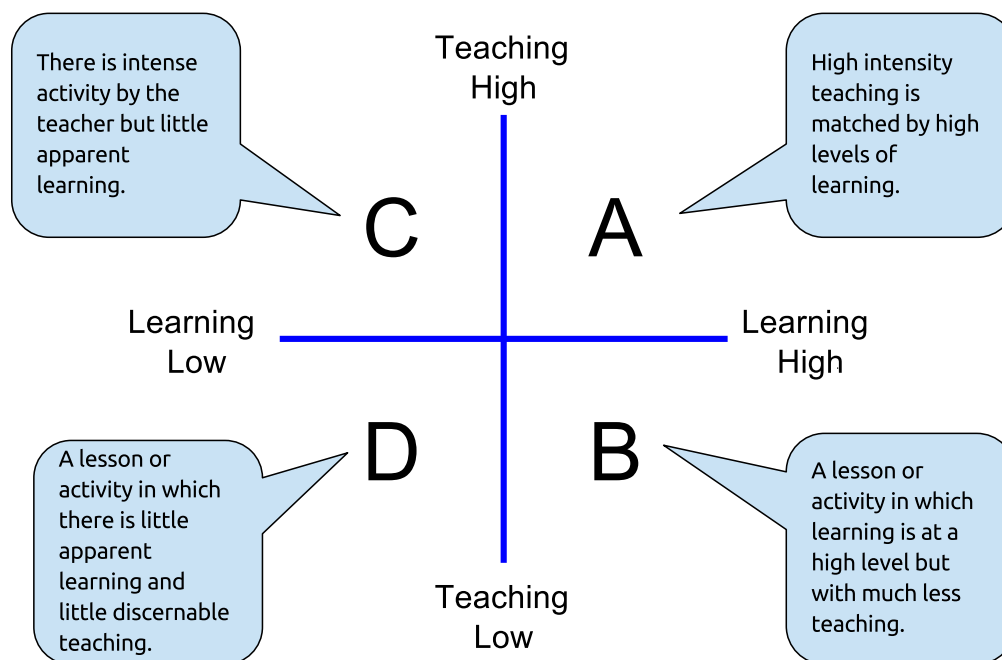 There is intense
activity by the
teacher but little
apparent
learning.
Teaching
High
High intensity
teaching is
matched by high
levels of
learning.
C
A
Learning
Low
Learning
High
D
B
A lesson or
activity in which
there is little
apparent
learning and
little discernable
teaching.
Teaching
Low
A lesson or
activity in which
learning is at a
high level but
with much less
teaching.